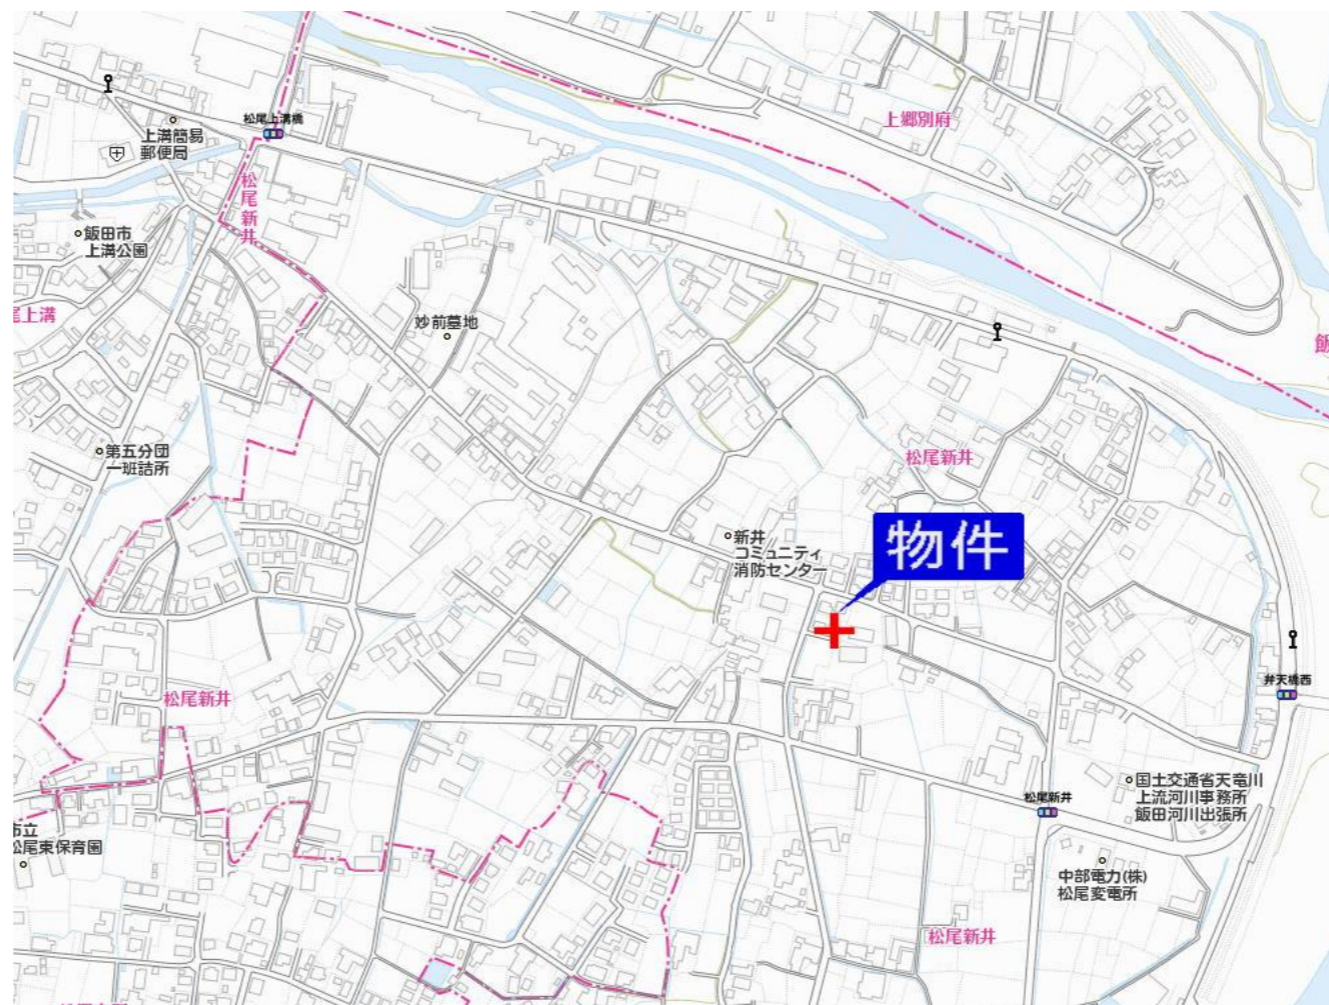 上郷別府
松尾上溝橋
上溝簡易
郵便局
松尾新井
飯田市
上溝公園
尾上溝
妙前墓地
飯
第五分団
一班詰所
松尾新井
新井
コミュニティ
消防センター
物件
弁天橋西
松尾新井
国土交通省天竜川
上流河川事務所
飯田河川出張所
松尾新井
市立
松尾東保育園
中部電力(株)
松尾変電所
松尾新井